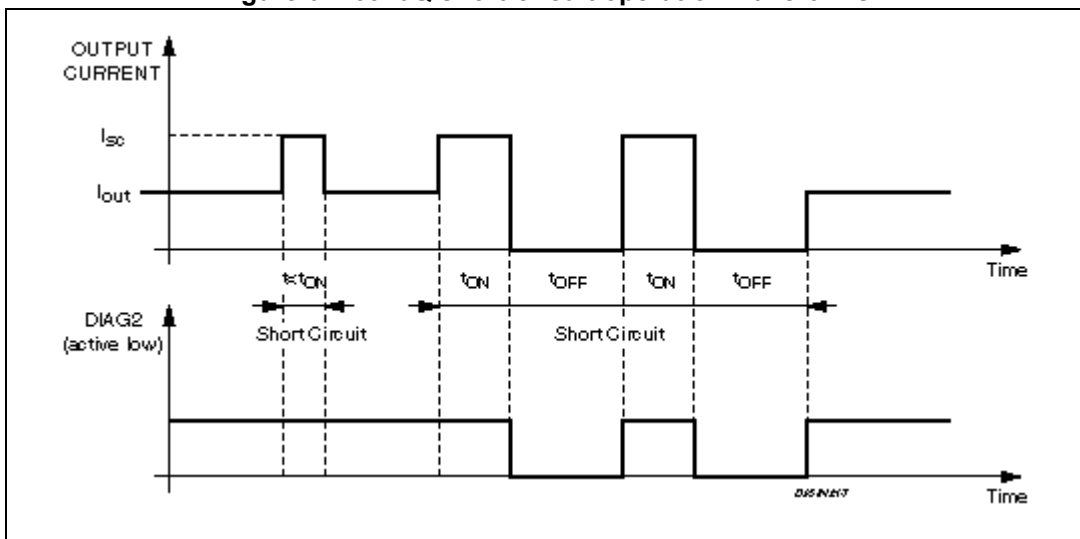 OUTPUT
CURRENT
Isc
Iout
Time
t<tON
tON
tOFF
tON
tOFF
DIAG2
(active low)
Short Circuit
Short Circuit
Time